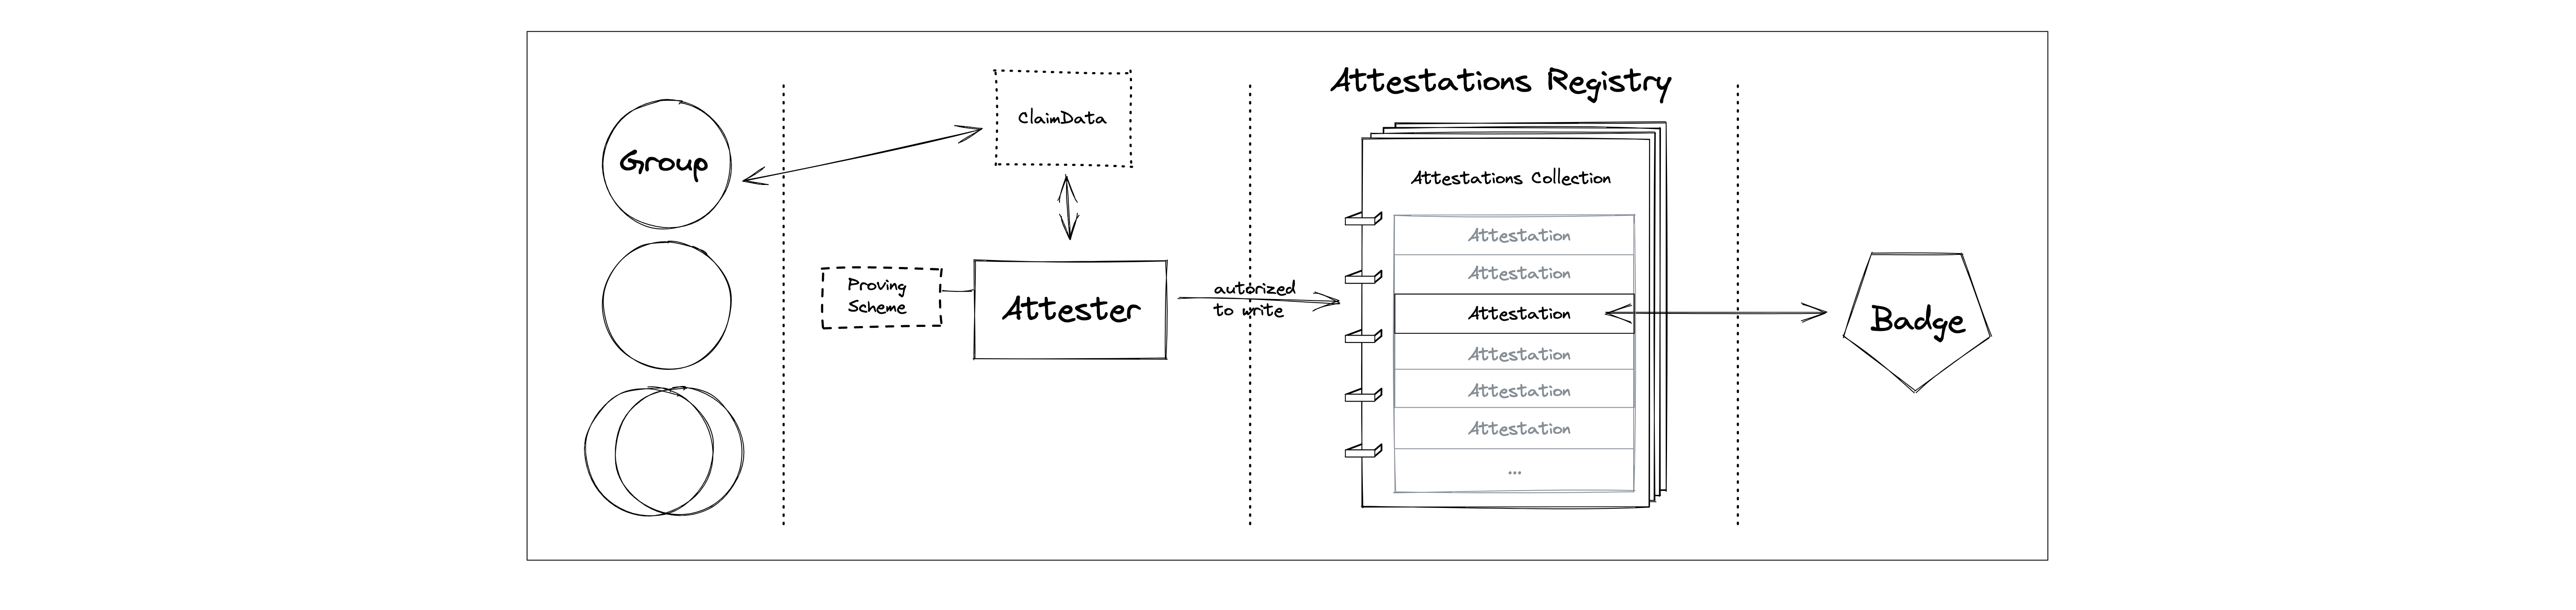 Group
ClaimData
Proving
Scheme
Attester
autorized
to write
Attestations Registry
Attestations Collection
Attestation
Attestation
Attestation
Attestation
Attestation
Attestation
...
Badge